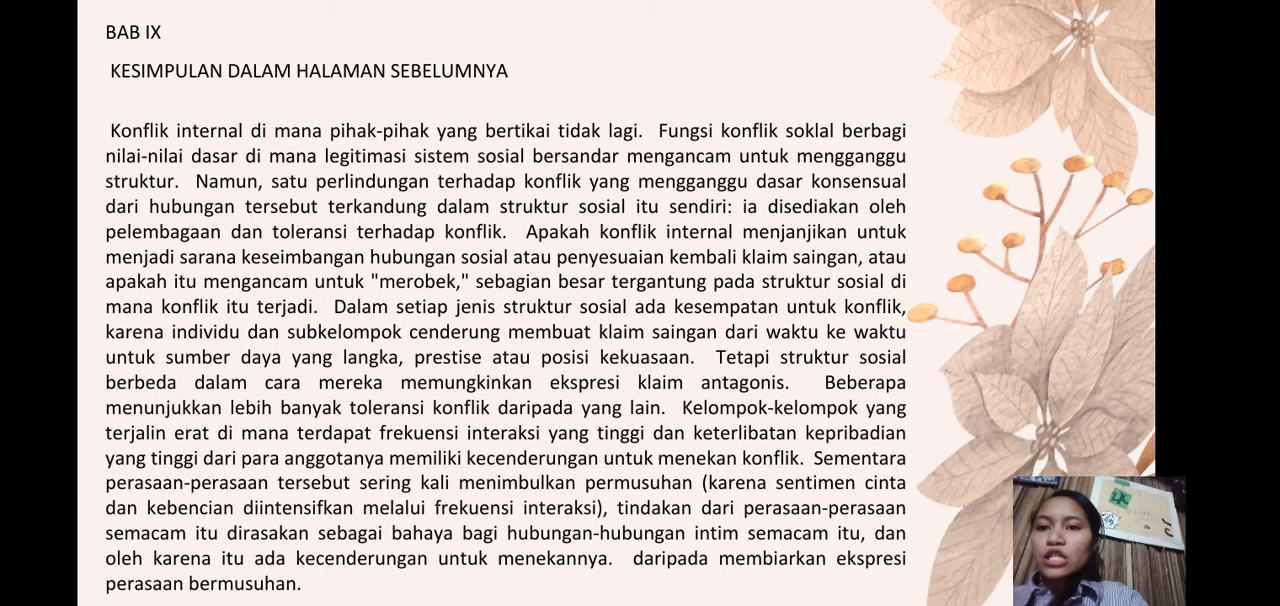 BAB IX
KESIMPULAN DALAM HALAMAN SEBELUMNYA
Konflik internal di mana pihak-pihak yang bertikai tidak lagi. Fungsi konflik soklal berbagi
nilai-nilai dasar di mana legitimasi sistem sosial bersandar mengancam untuk mengganggu
struktur. Namun, satu perlindungan terhadap konflik yang mengganggu dasar konsensual
dari hubungan tersebut terkandung dalam struktur sosial itu sendiri: ia disediakan oleh
pelembagaan dan toleransi terhadap konflik. Apakah konflik internal menjanjikan untuk
menjadi sarana keseimbangan hubungan sosial atau penyesuaian kembali klaim saingan, atau
apakah itu mengancam untuk "merobek," sebagian besar tergantung pada struktur sosial di
mana konflik itu terjadi. Dalam setiap jenis struktur sosial ada kesempatan untuk konflik,
karena individu dan subkelompok cenderung membuat klaim saingan dari waktu ke waktu
untuk sumber daya yang langka, prestise atau posisi kekuasaan. Tetapi struktur sosial
berbeda dalam cara mereka memungkinkan ekspresi klaim antagonis. Beberapa
menunjukkan lebih banyak toleransi konflik daripada yang lain. Kelompok-kelompok yang
terjalin erat di mana terdapat frekuensi interaksi yang tinggi dan keterlibatan kepribadian
yang tinggi dari para anggotanya memiliki kecenderungan untuk menekan konflik. Sementara
perasaan-perasaan tersebut sering kali menimbulkan permusuhan (karena sentimen cinta
dan kebencian diintensifkan melalui frekuensi interaksi), tindakan dari perasaan-perasaan
semacam itu dirasakan sebagai bahaya bagi hubungan-hubungan intim semacam itu, dan
oleh karena itu ada kecenderungan untuk menekannya. daripada membiarkan ekspresi
perasaan bermusuhan.